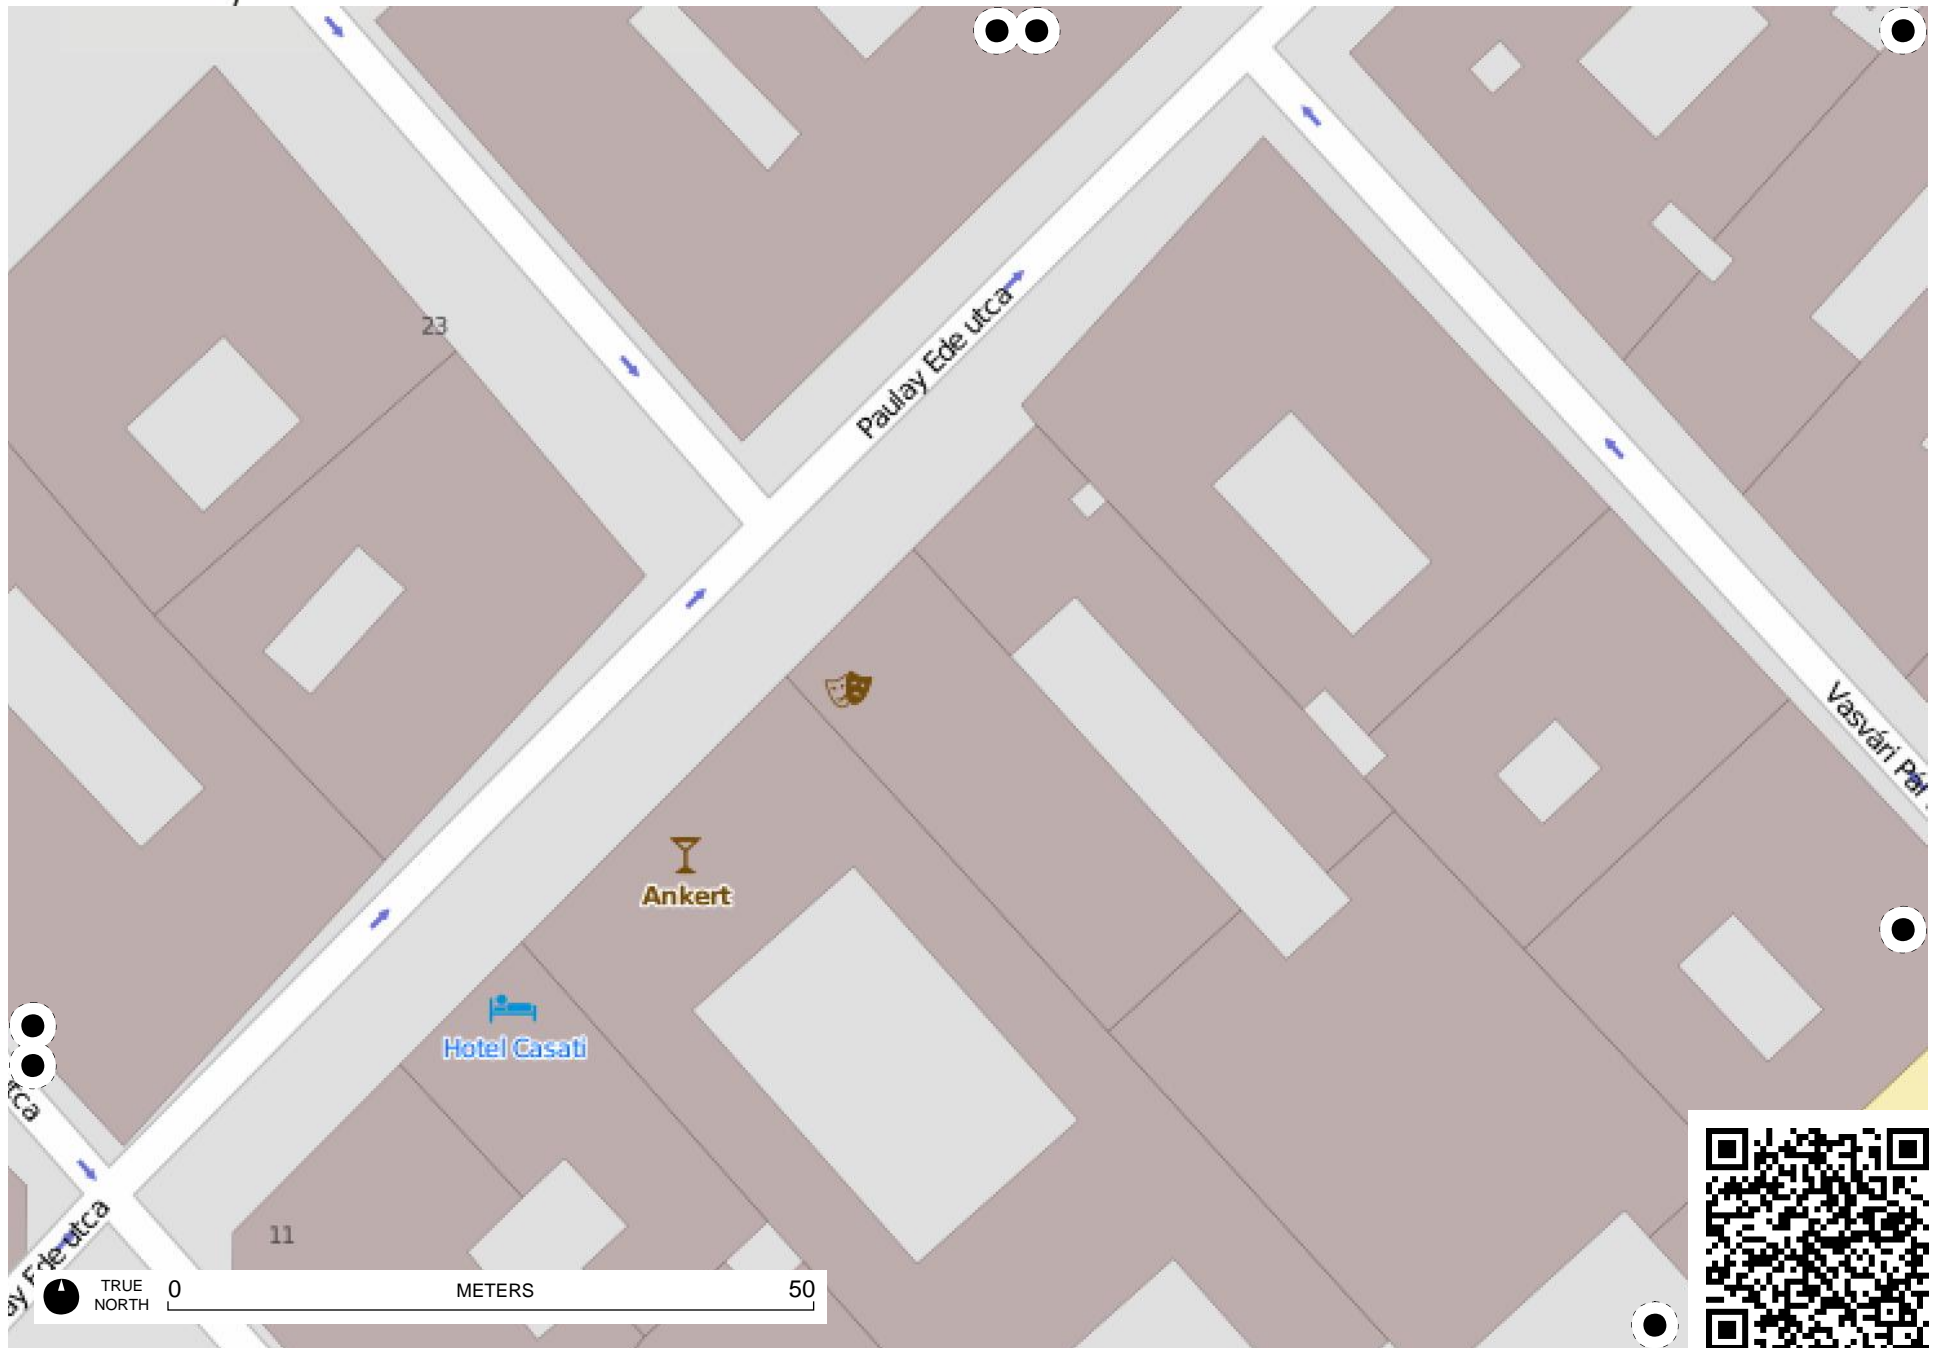 23
Paulay Ede utca
Vasvári Pál
Ankert
Hotel Casati
11
TRUE NORTH
0
METERS
50